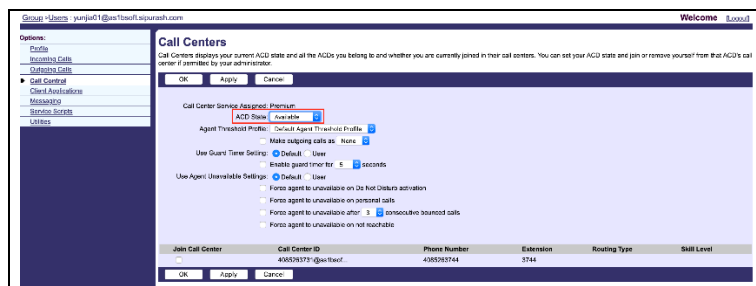 Group >Users : yunjia01@as1bsoft.sipurash.com
Welcome [Logout]
Options:
Profile
Incoming Calls
Outgoing Calls
Call Control
Client Applications
Messaging
Service Scripts
Utilities
Call Centers
Call Centers displays your current ACD state and all the ACDs you belong to and whether you are currently joined in their call centers. You can set your ACD state and join or remove yourself from that ACD's call
center if permitted by your administrator.
OK Apply Cancel
Call Center Service Assigned: Premium
ACD State: Available
Agent Threshold Profile: Default Agent Threshold Profile
Make outgoing calls as None
Use Guard Timer Setting: Default User
Enable guard timer for 5 seconds
Use Agent Unavailable Settings: Default User
Force agent to unavailable on Do Not Disturb activation
Force agent to unavailable on personal calls
Force agent to unavailable after 3 consecutive bounced calls
Force agent to unavailable on not reachable
Join Call Center Call Center ID Phone Number Extension Routing Type Skill Level
4085263744 3744
OK Apply Cancel